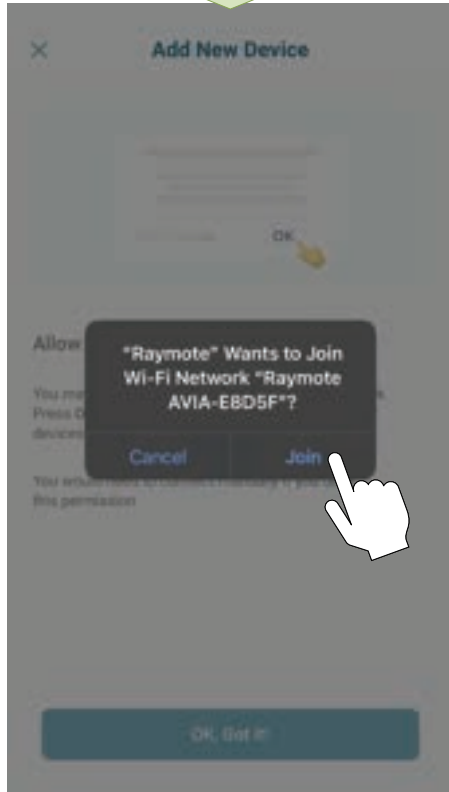 × Add New Device
OK
Allow
"Raymote" Wants to Join
Wi-Fi Network "Raymote
AVIA-E8D5F"?
You
Press
devices
Cancel Join
You would
this permission
OK, Got it!